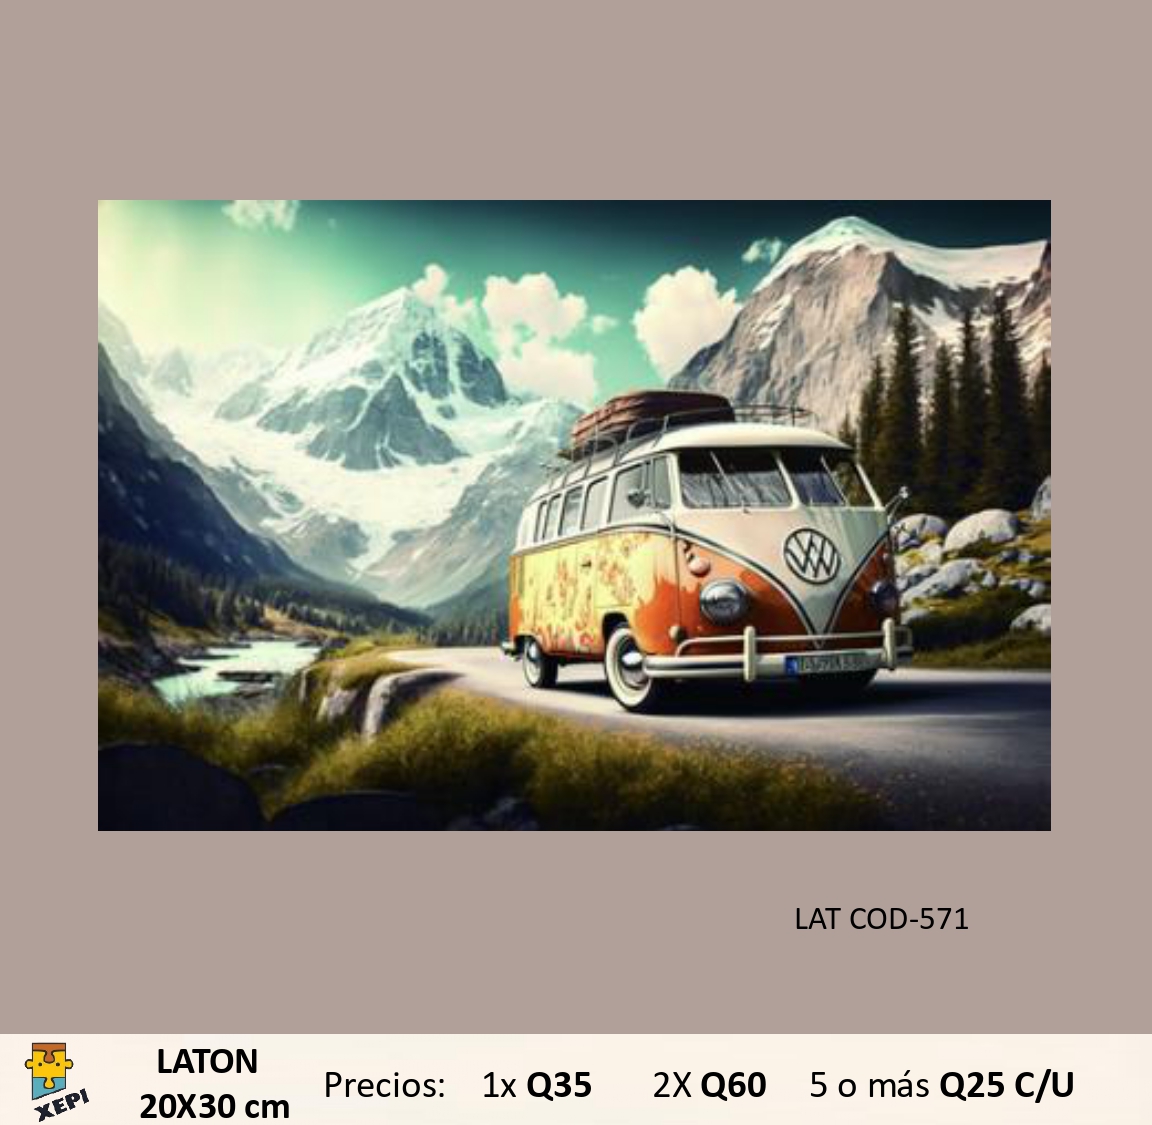 LAT COD-571
LATON
20X30 cm
Precios: 1x Q35 2X Q60 5 o más Q25 C/U
XEPI